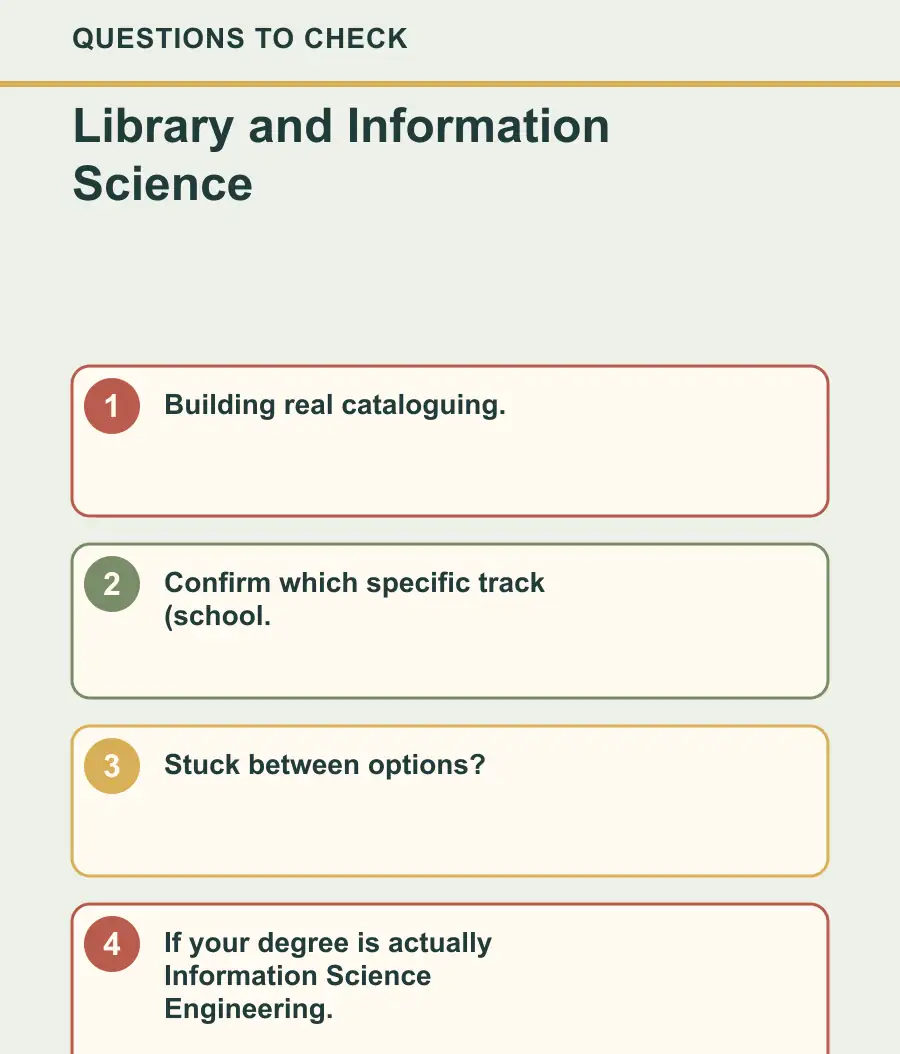 QUESTIONS TO CHECK
Library and Information
Science
1
Building real cataloguing.
2
Confirm which specific track
(school.
3
Stuck between options?
4
If your degree is actually
Information Science
Engineering.